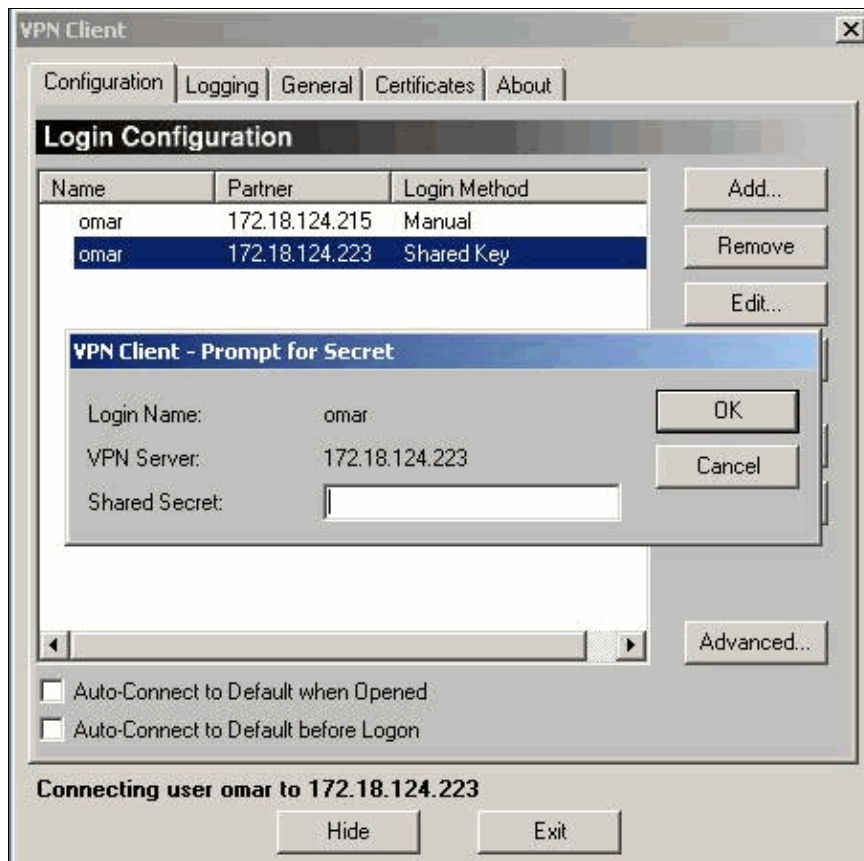 VPN Client
Configuration Logging General Certificates About
Login Configuration
Name Partner Login Method
omar 172.18.124.215 Manual
omar 172.18.124.223 Shared Key
Add...
Remove
Edit...
VPN Client - Prompt for Secret
Login Name: omar
VPN Server: 172.18.124.223
Shared Secret:
OK
Cancel
Advanced...
Auto-Connect to Default when Opened
Auto-Connect to Default before Logon
Connecting user omar to 172.18.124.223
Hide Exit